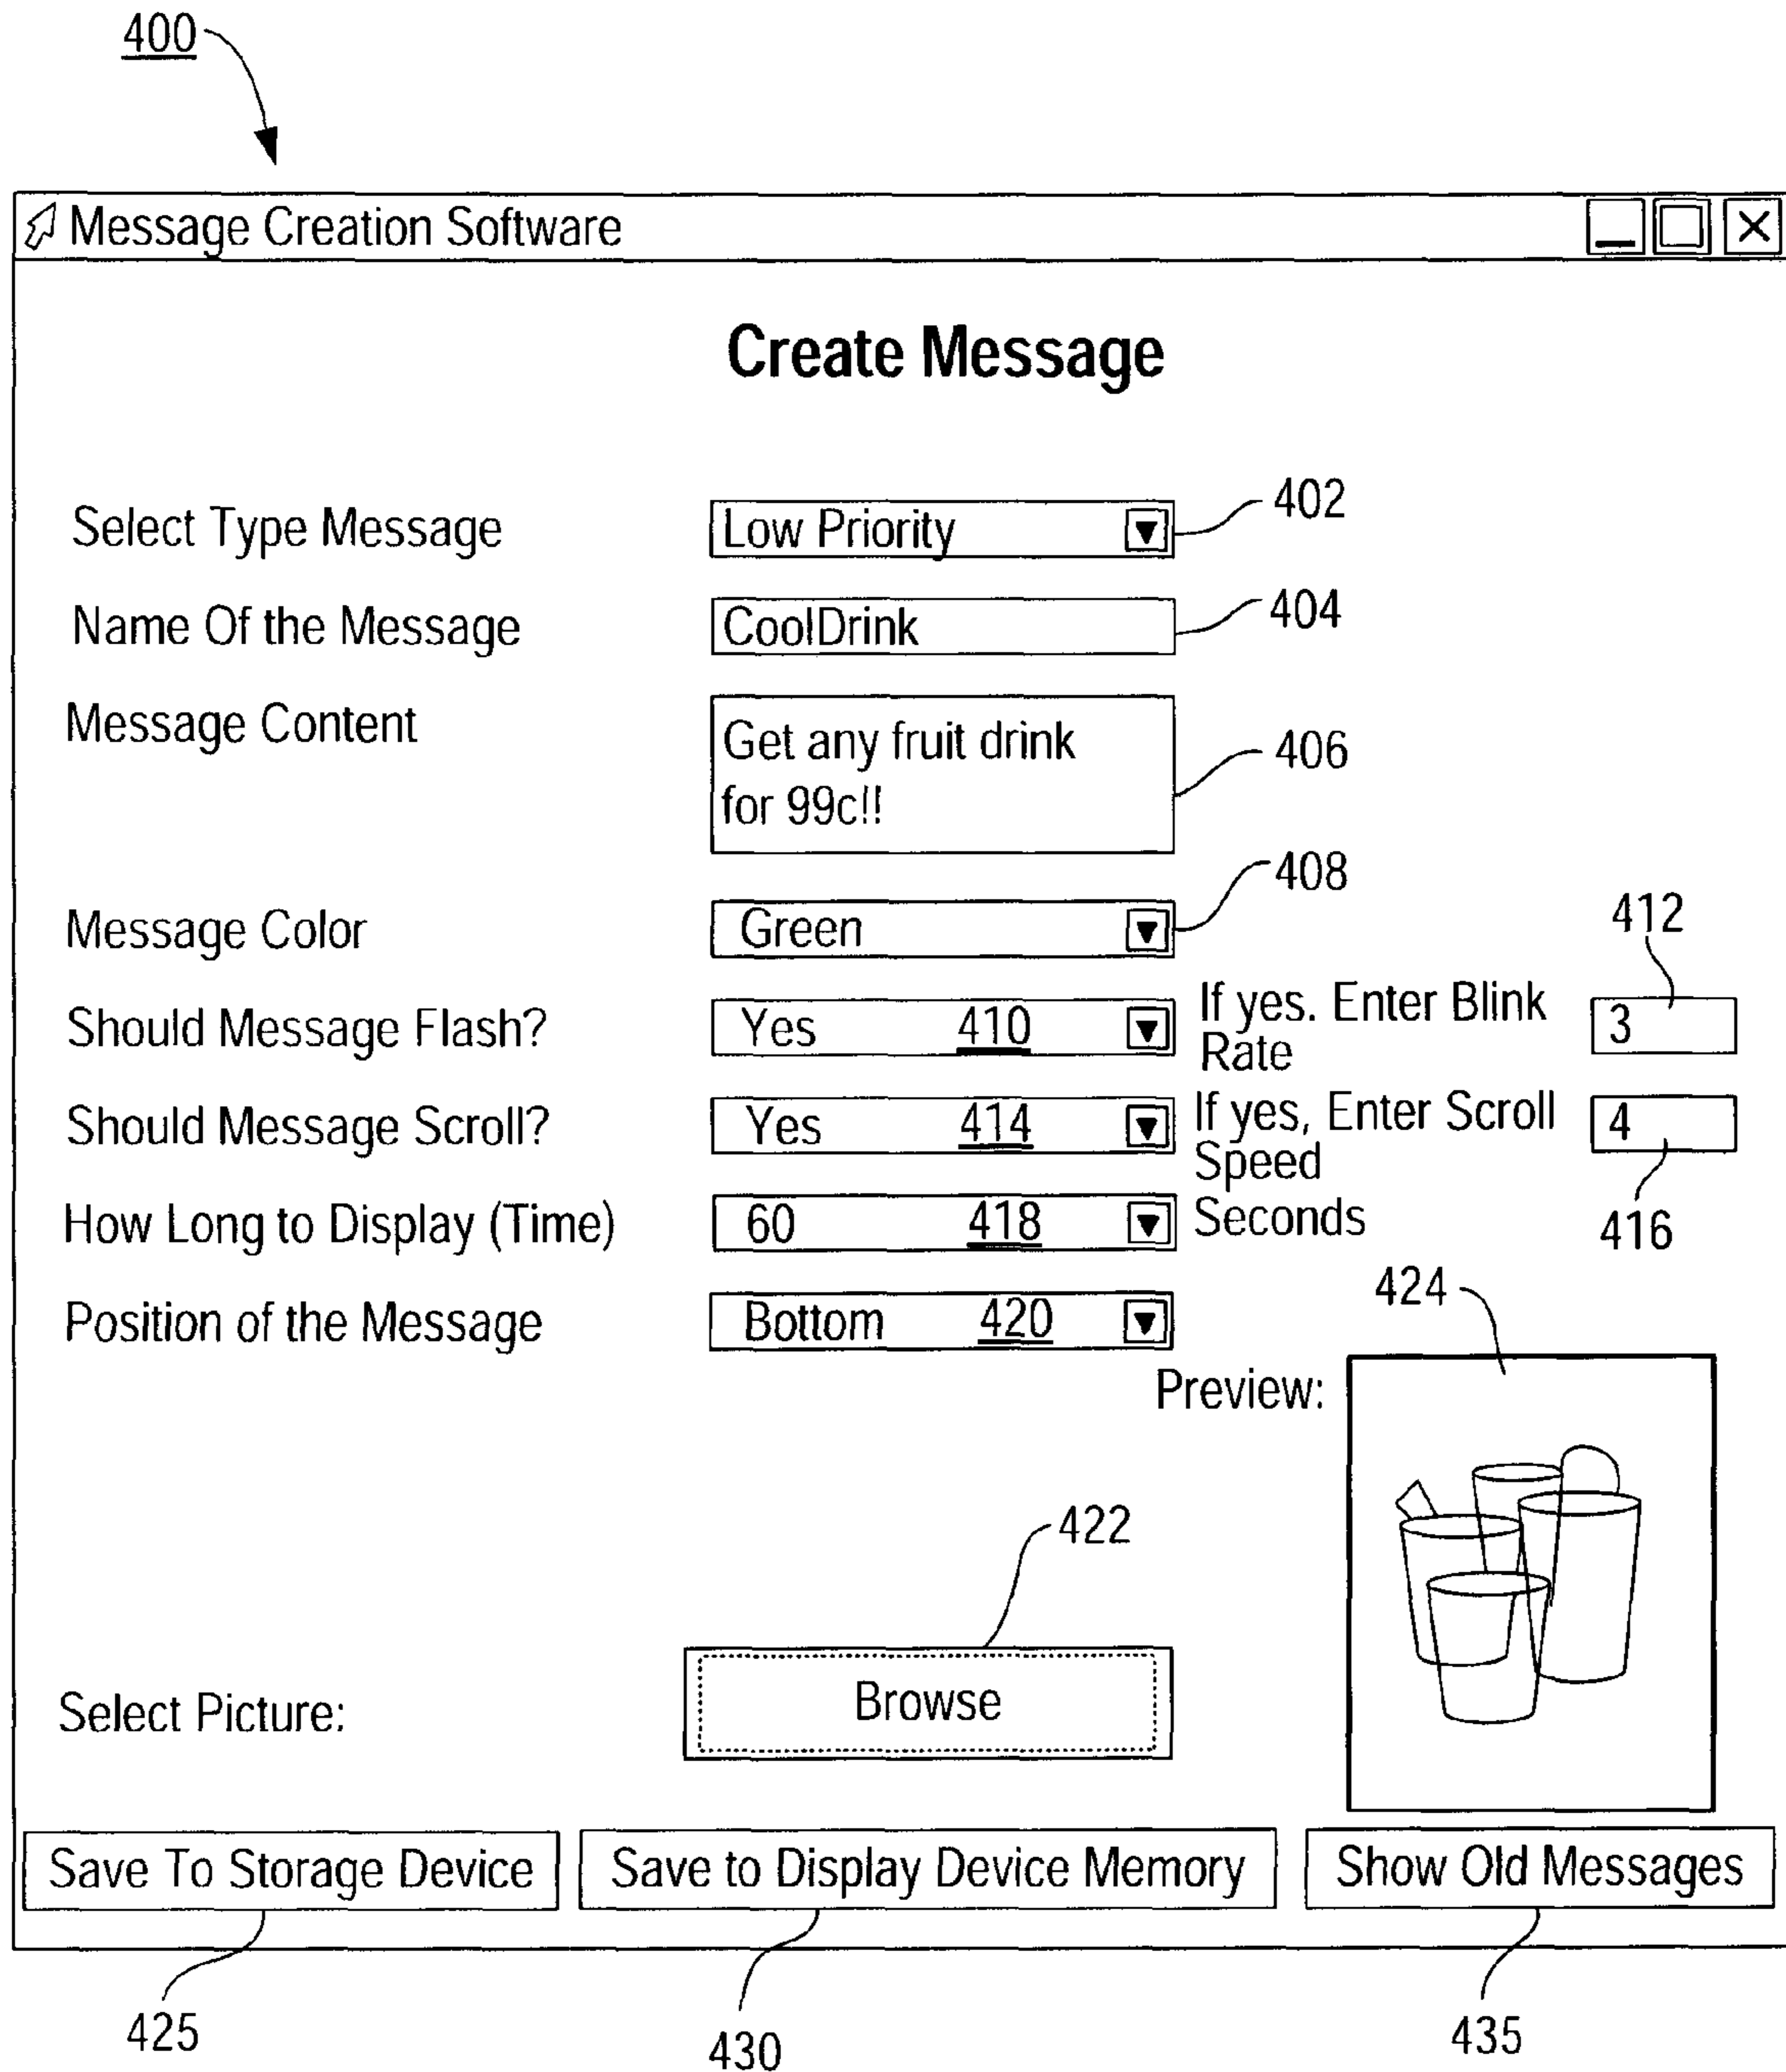 400
Message Creation Software
Create Message
Select Type Message Low Priority 402
Name Of the Message CoolDrink 404
Message Content Get any fruit drink
for 99c!! 406
408
Message Color Green 412
Should Message Flash? Yes 410 If yes. Enter Blink 3
Rate
Should Message Scroll? Yes 414 If yes, Enter Scroll 4
Speed
How Long to Display (Time) 60 418 Seconds 416
424
Position of the Message Bottom 420
Preview:
422
Select Picture: Browse
Save To Storage Device Save to Display Device Memory Show Old Messages
425 430 435